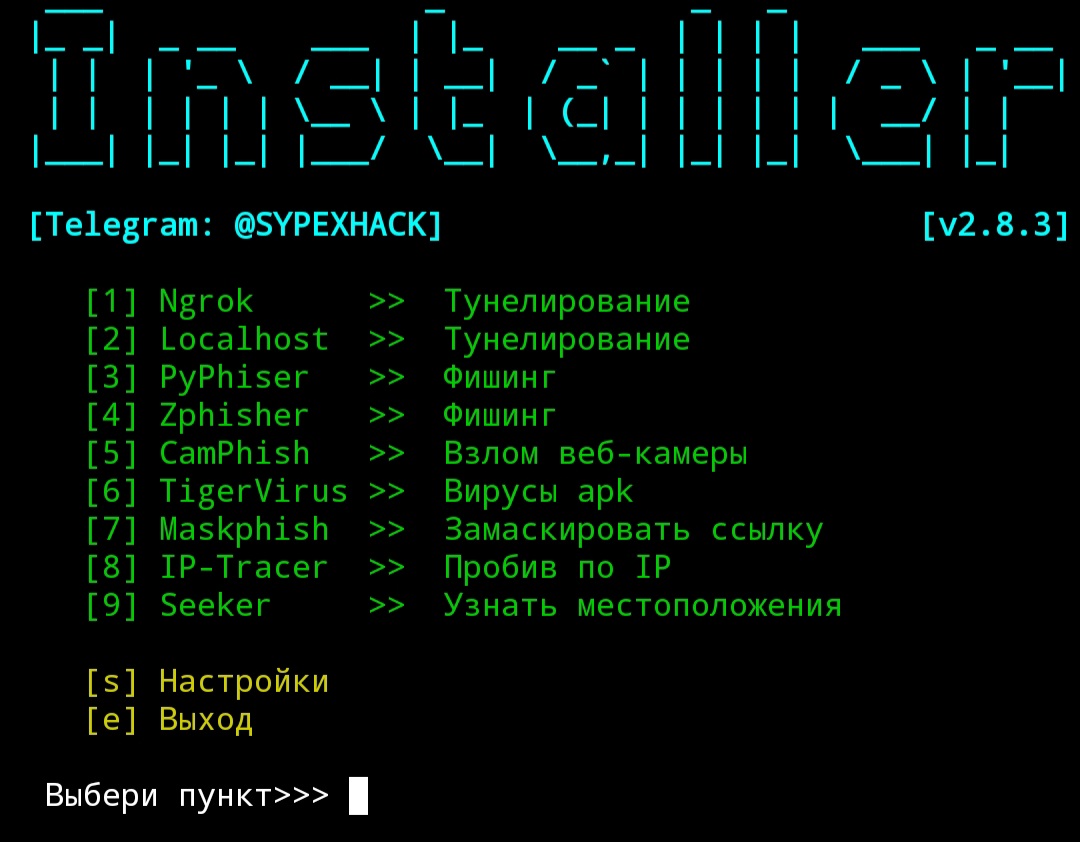 Installer
[Telegram: @SYPEXHACK] [v2.8.3]
[1] Ngrok >> Тунелирование
[2] Localhost >> Тунелирование
[3] PyPhiser >> Фишинг
[4] Zphisher >> Фишинг
[5] CamPhish >> Взлом веб-камеры
[6] TigerVirus >> Вирусы apk
[7] Maskphish >> Замаскировать ссылку
[8] IP-Tracer >> Пробив по IP
[9] Seeker >> Узнать местоположения
[s] Настройки
[e] Выход
Выбери пункт>>>